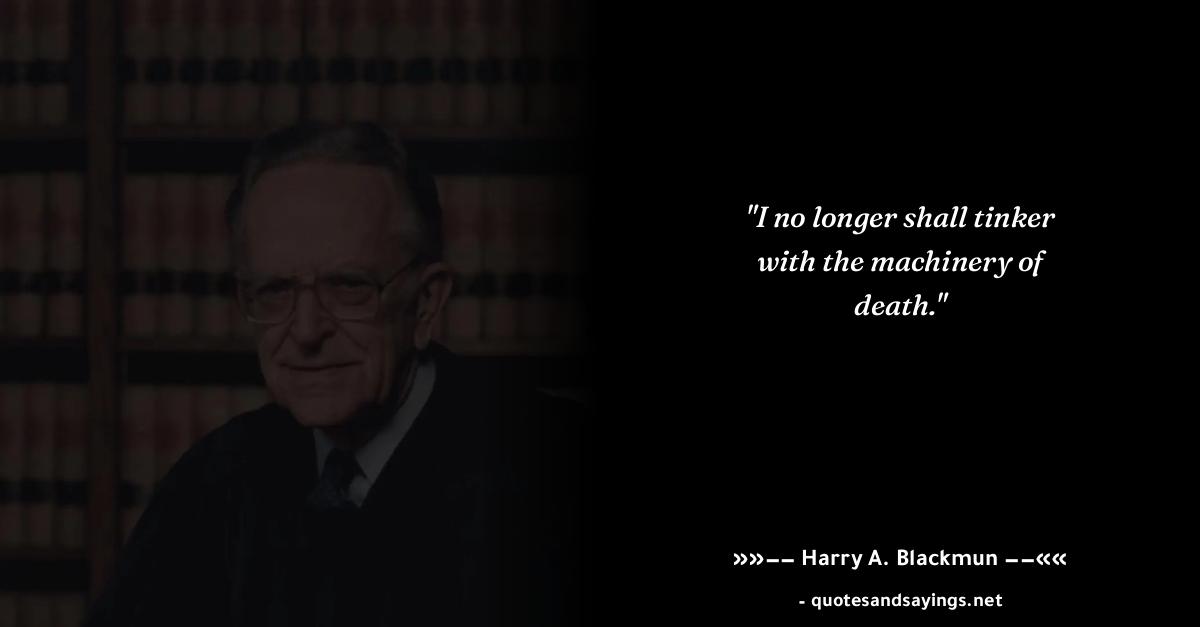 "I no longer shall tinker
with the machinery of
death."
»»−− Harry A. Blackmun −−««
- quotesandsayings.net